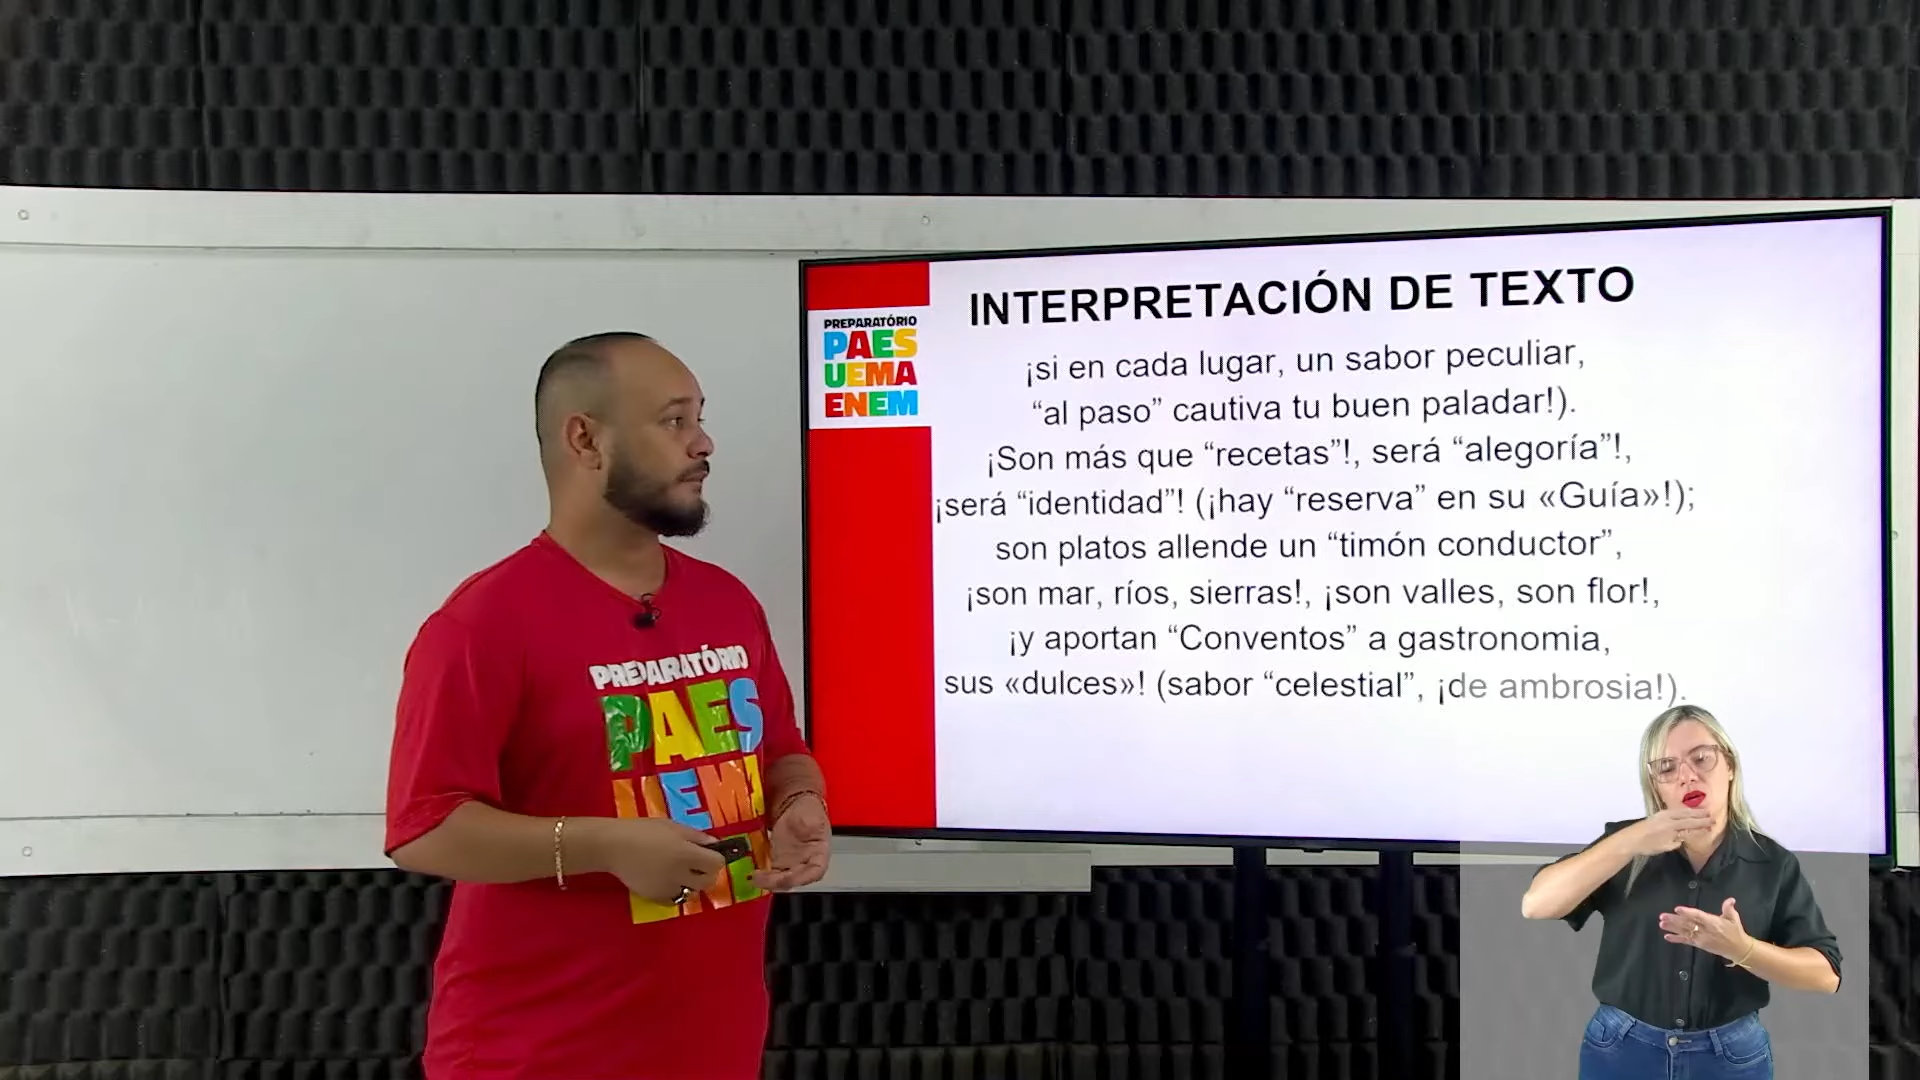 INTERPRETACIÓN DE TEXTO
PREPARATÓRIO
PAES
UEMA
ENEM
¡si en cada lugar, un sabor peculiar,
“al paso” cautiva tu buen paladar!).
¡Son más que “recetas”!, será “alegoría”!,
¡será “identidad”! (¡hay “reserva” en su «Guía»!);
son platos allende un “timón conductor”,
¡son mar, ríos, sierras!, ¡son valles, son flor!,
¡y aportan “Conventos” a gastronomia,
sus «dulces»! (sabor “celestial”, ¡de ambrosia!).
PREPARATÓRIO
PAES
UEMA